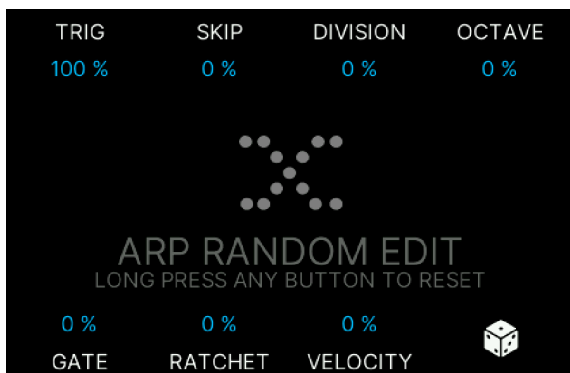 TRIG SKIP DIVISION OCTAVE
100 % 0 % 0 % 0 %
ARP RANDOM EDIT
LONG PRESS ANY BUTTON TO RESET
0 % 0 % 0 %
GATE RATCHET VELOCITY